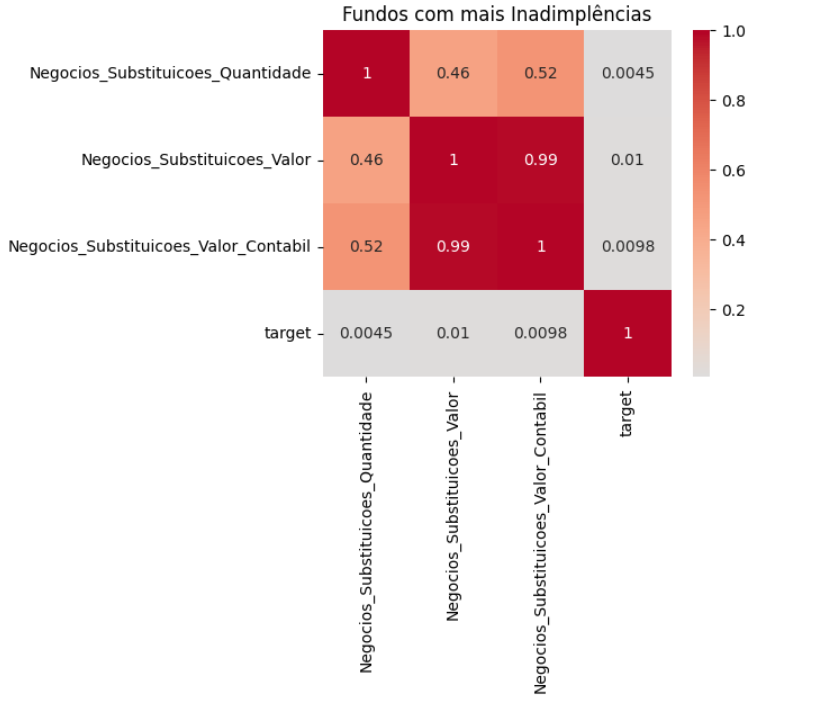 Fundos com mais Inadimplências
Negocios_Substituicoes_Quantidade 1 0.46 0.52 0.0045
Negocios_Substituicoes_Valor 0.46 1 0.99 0.01
Negocios_Substituicoes_Valor_Contabil 0.52 0.99 1 0.0098
target 0.0045 0.01 0.0098 1
Negocios_Substituicoes_Quantidade
Negocios_Substituicoes_Valor
Negocios_Substituicoes_Valor_Contabil
target
1.0
0.8
0.6
0.4
0.2